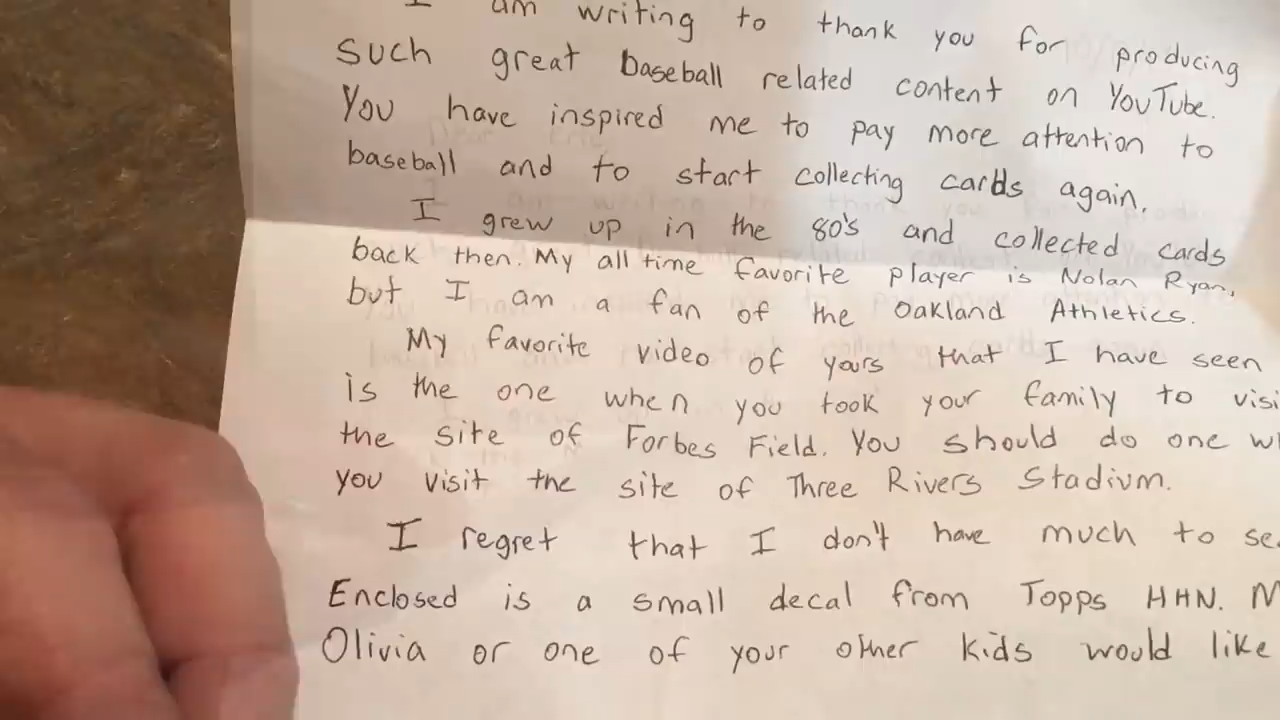 I am writing to thank you for producing
such great baseball related content on YouTube.
You have inspired me to pay more attention to
baseball and to start collecting cards again.
I grew up in the 80's and collected cards
back then. My all time favorite player is Nolan Ryan,
but I am a fan of the Oakland Athletics.
My favorite video of yours that I have seen
is the one when you took your family to
the site of Forbes Field. You should do one
you visit the site of Three Rivers Stadium.
I regret that I don't have much to
Enclosed is a small decal from Topps HHN.
Olivia or one of your other kids would like